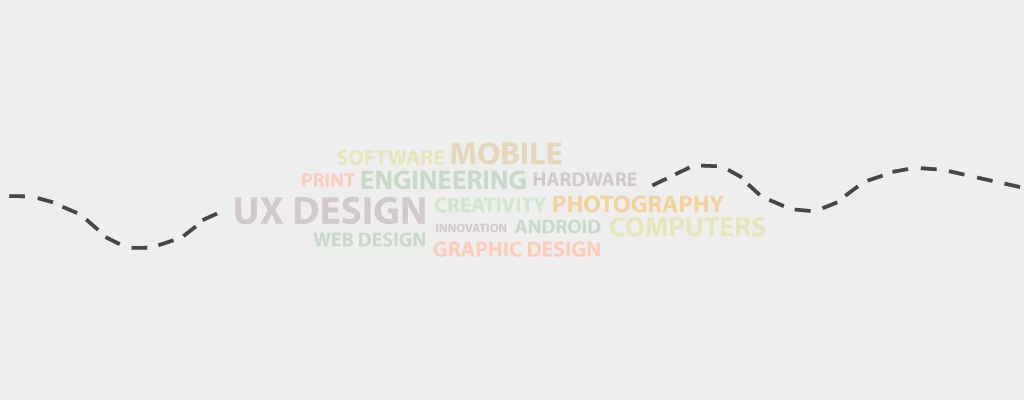 SOFTWARE MOBILE
PRINT ENGINEERING HARDWARE
UX DESIGN CREATIVITY PHOTOGRAPHY
INNOVATION ANDROID COMPUTERS
WEB DESIGN
GRAPHIC DESIGN